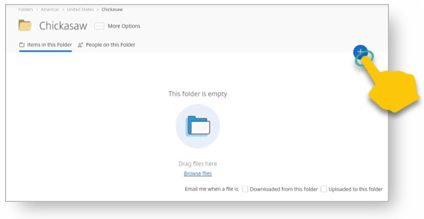 Folders > Americas > United States > Chickasaw
Chickasaw More Options
Items in this Folder People on this Folder
This folder is empty
Drag files here
Browse files
Email me when a file is: Downloaded from this folder Uploaded to this folder